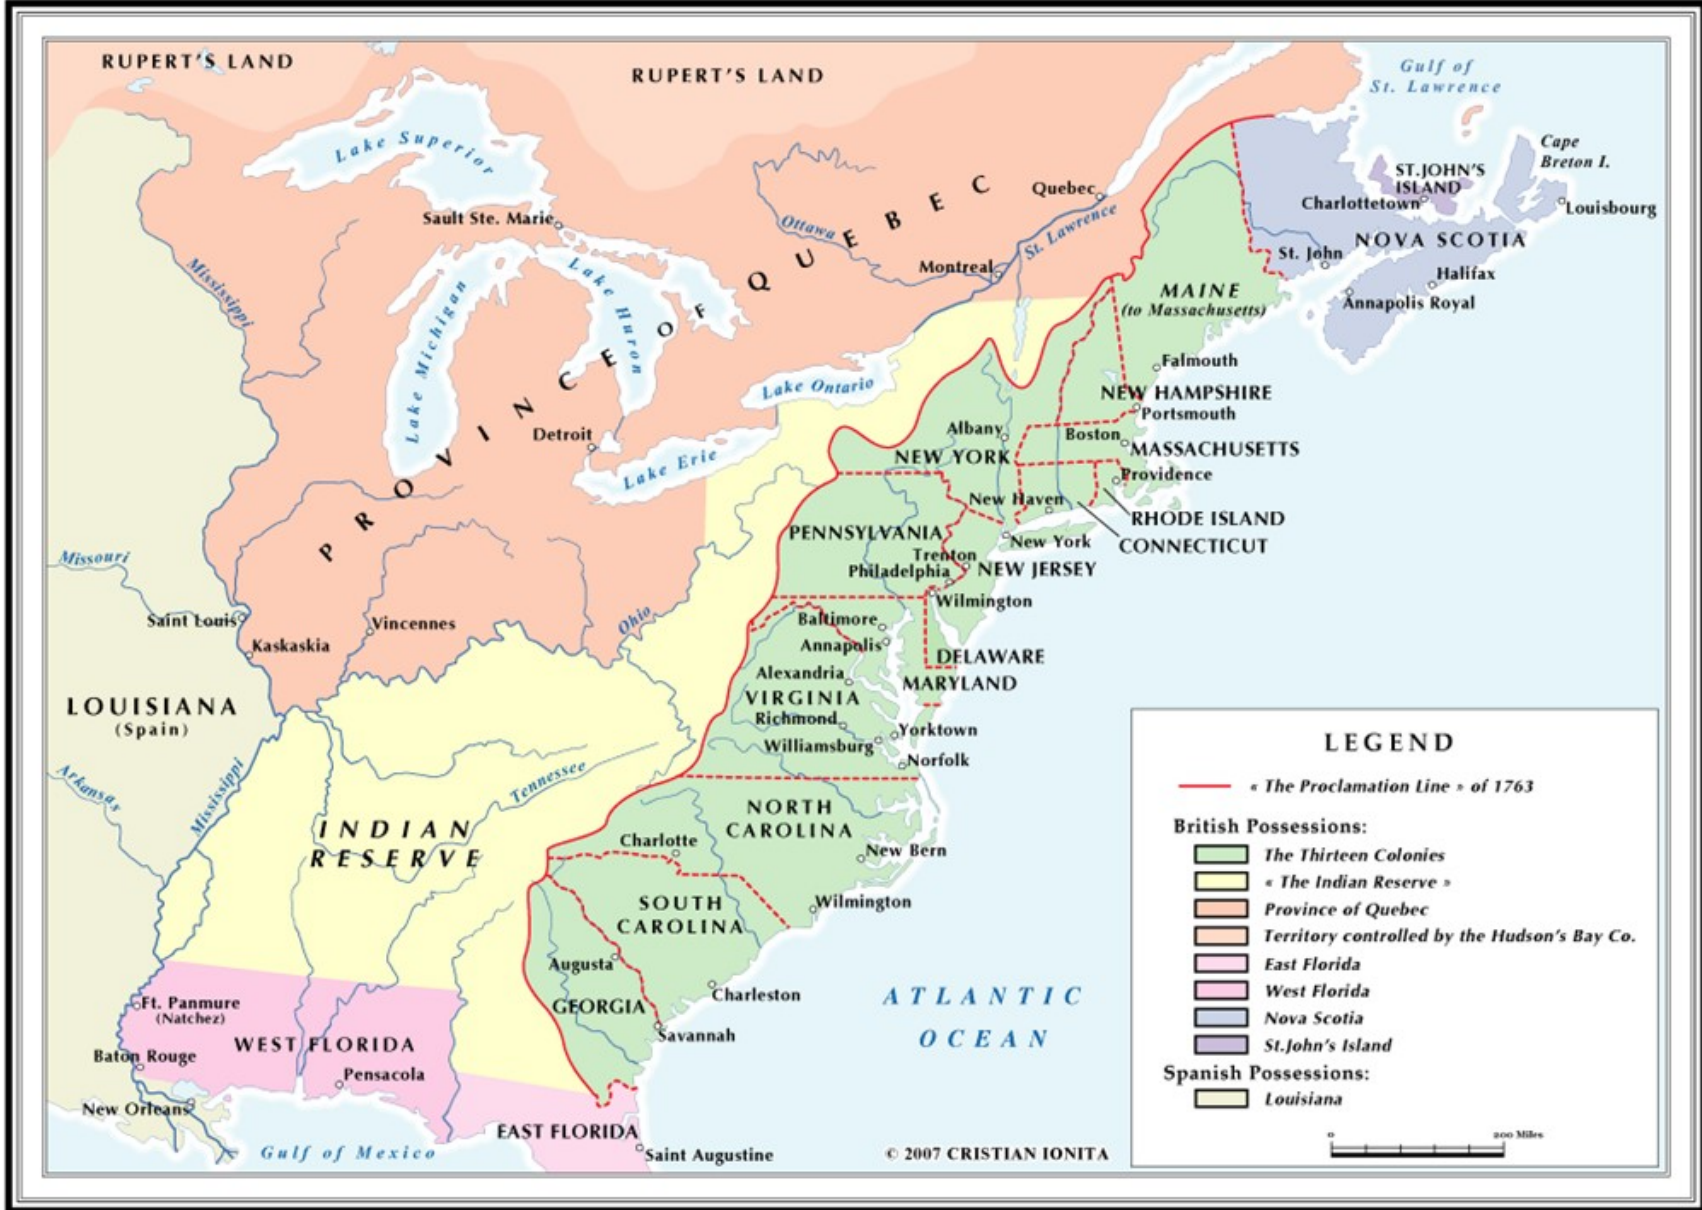 RUPERT'S LAND
RUPERT'S LAND
Gulf of
St. Lawrence
Lake Superior
Cape
Breton I.
ST.JOHN'S
ISLAND
Charlottetown
Louisbourg
Quebec
Sault Ste. Marie
Ottawa
St. Lawrence
PROVINCE OF QUEBEC
NOVA SCOTIA
St. John
Halifax
Montreal
Mississippi
Lake Michigan
Lake Huron
MAINE
(to Massachusetts)
Annapolis Royal
Falmouth
Lake Ontario
NEW HAMPSHIRE
Portsmouth
Detroit
Albany
Boston
MASSACHUSETTS
NEW YORK
Lake Erie
Providence
New Haven
RHODE ISLAND
PENNSYLVANIA
New York
CONNECTICUT
Missouri
Trenton
Philadelphia
NEW JERSEY
Wilmington
Saint Louis
Vincennes
Ohio
Baltimore
Kaskaskia
Annapolis
DELAWARE
Alexandria
MARYLAND
LOUISIANA
(Spain)
VIRGINIA
Richmond
Yorktown
Williamsburg
Norfolk
Arkansas
Mississippi
Tennessee
INDIAN
RESERVE
NORTH
CAROLINA
Charlotte
New Bern
SOUTH
CAROLINA
Wilmington
Augusta
Charleston
GEORGIA
Savannah
ATLANTIC
OCEAN
Ft. Panmure
(Natchez)
WEST FLORIDA
Baton Rouge
Pensacola
New Orleans
EAST FLORIDA
Gulf of Mexico
Saint Augustine
© 2007 CRISTIAN IONITA
LEGEND
« The Proclamation Line » of 1763
British Possessions:
The Thirteen Colonies
« The Indian Reserve »
Province of Quebec
Territory controlled by the Hudson's Bay Co.
East Florida
West Florida
Nova Scotia
St.John's Island
Spanish Possessions:
Louisiana
0 200 Miles